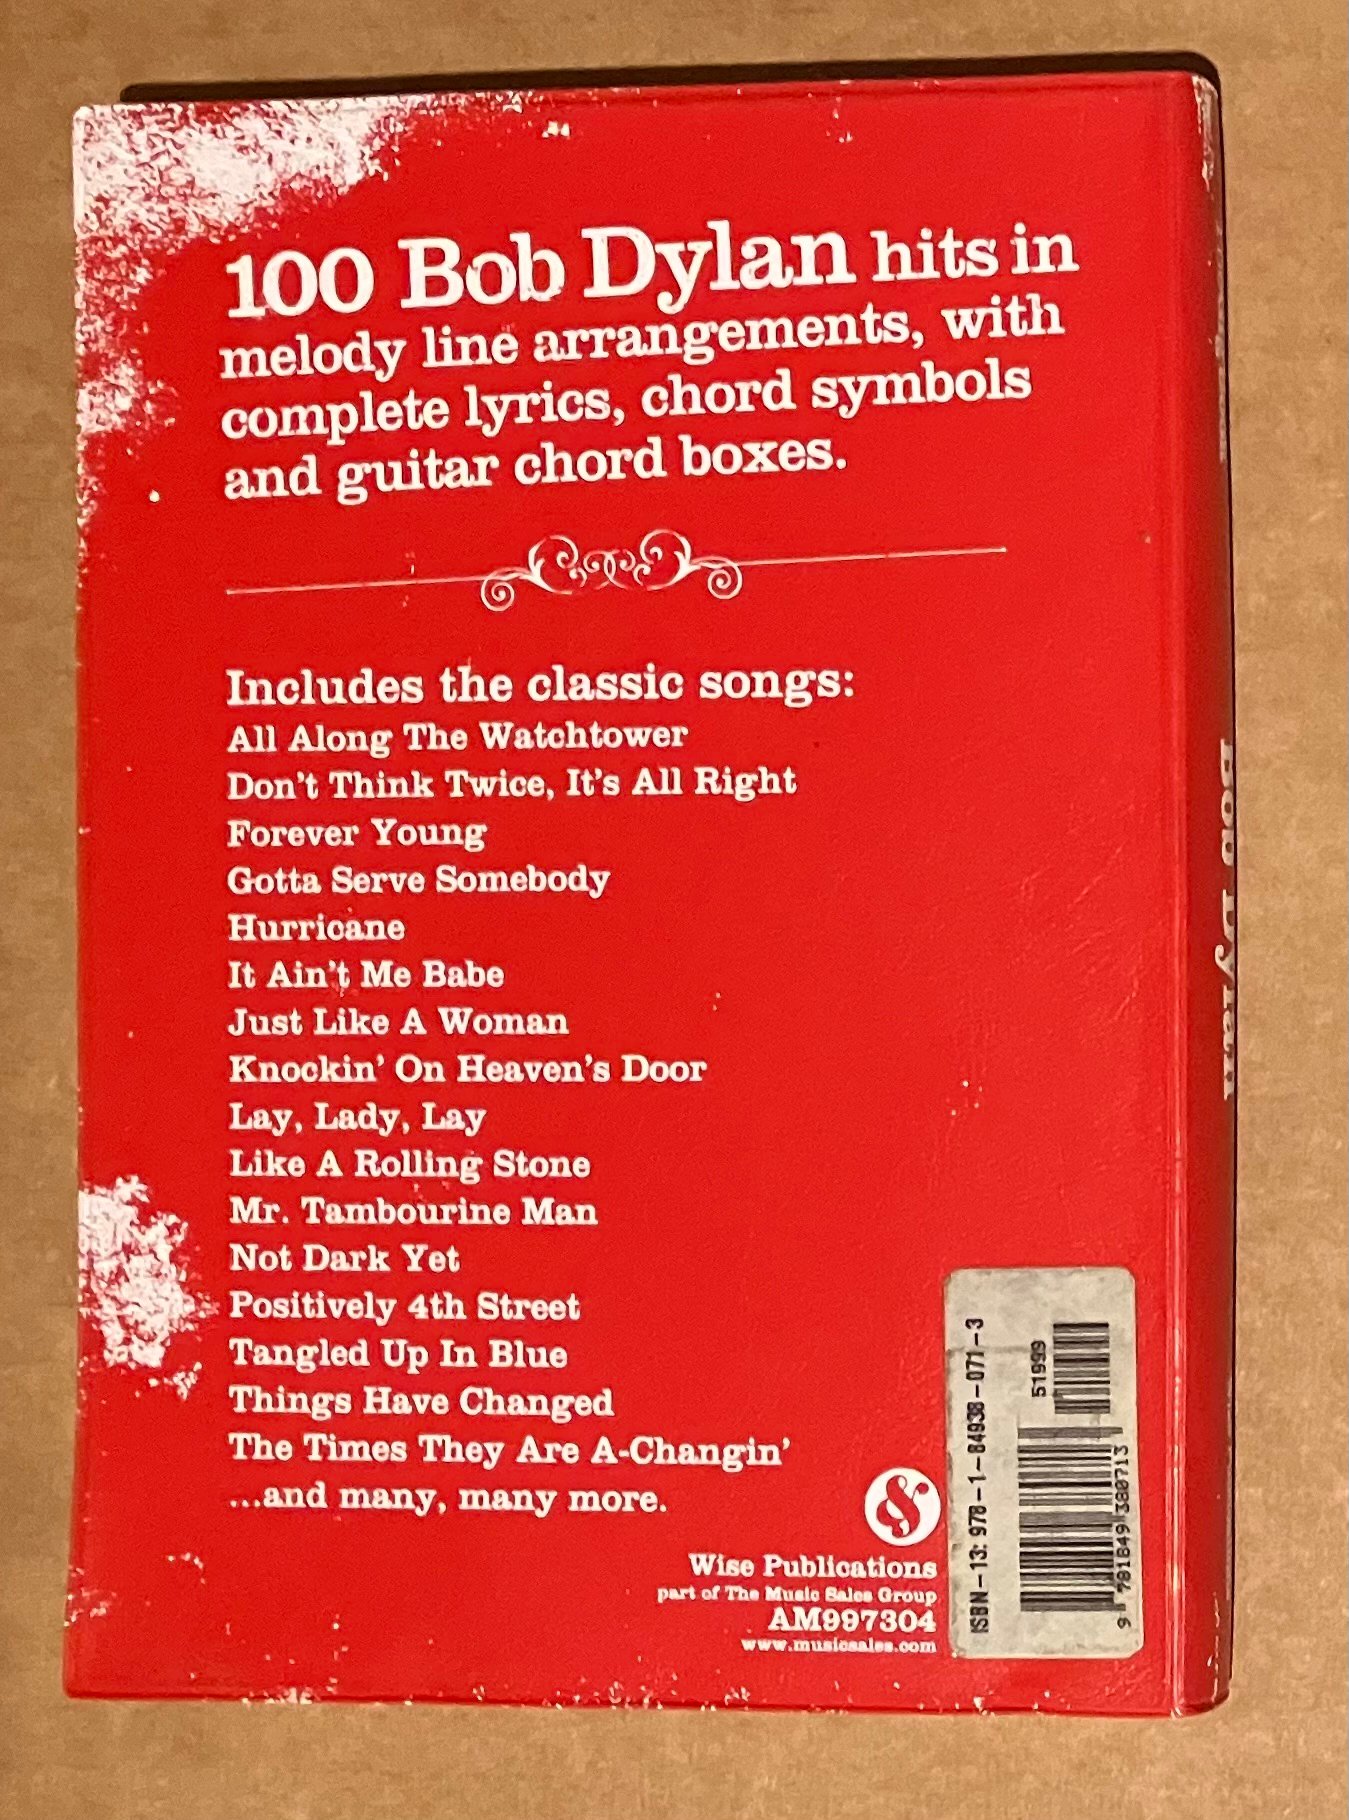 100 Bob Dylan hits in
melody line arrangements, with
complete lyrics, chord symbols
and guitar chord boxes.
Includes the classic songs:
All Along The Watchtower
Don't Think Twice, It's All Right
Forever Young
Gotta Serve Somebody
Hurricane
It Ain't Me Babe
Just Like A Woman
Knockin' On Heaven's Door
Lay, Lady, Lay
Like A Rolling Stone
Mr. Tambourine Man
Not Dark Yet
Positively 4th Street
Tangled Up In Blue
Things Have Changed
The Times They Are A-Changin'
...and many, many more.
Wise Publications
part of The Music Sales Group
AM997304
www.musicsales.com
ISBN-13: 978-1-84938-071-3
51999
9 781849 380713
Bob Dylan